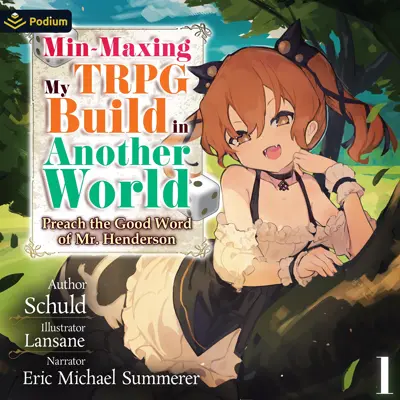 Podium
Min-Maxing
My TRPG
Build in
Another
World
Preach the Good Word
of Mr. Henderson
Author
Schuld
Illustrator
Lansane
Narrator
Eric Michael Summerer
1